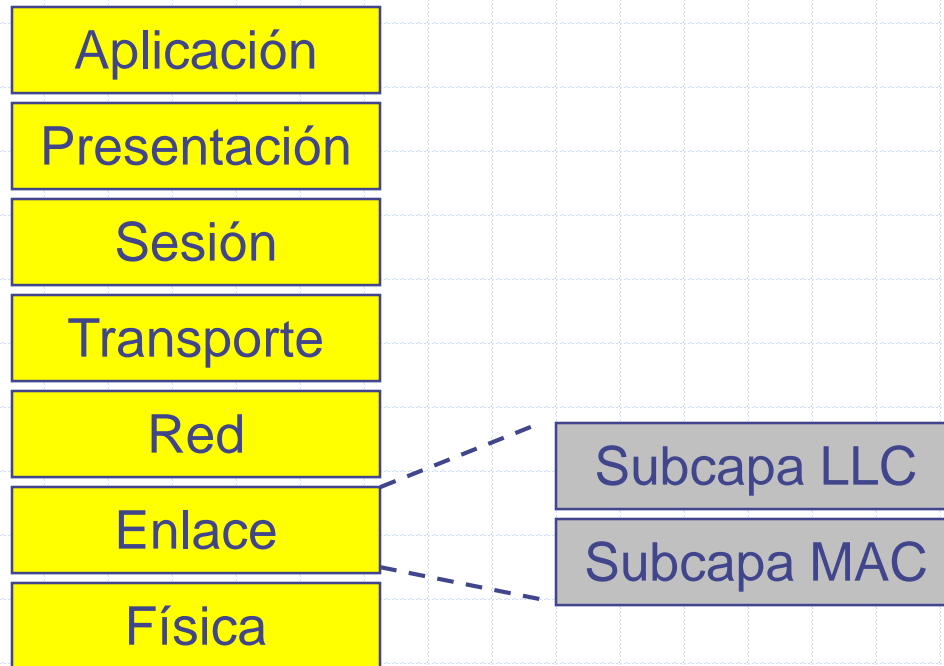 Aplicación
Presentación
Sesión
Transporte
Red
Enlace
Física
Subcapa LLC
Subcapa MAC